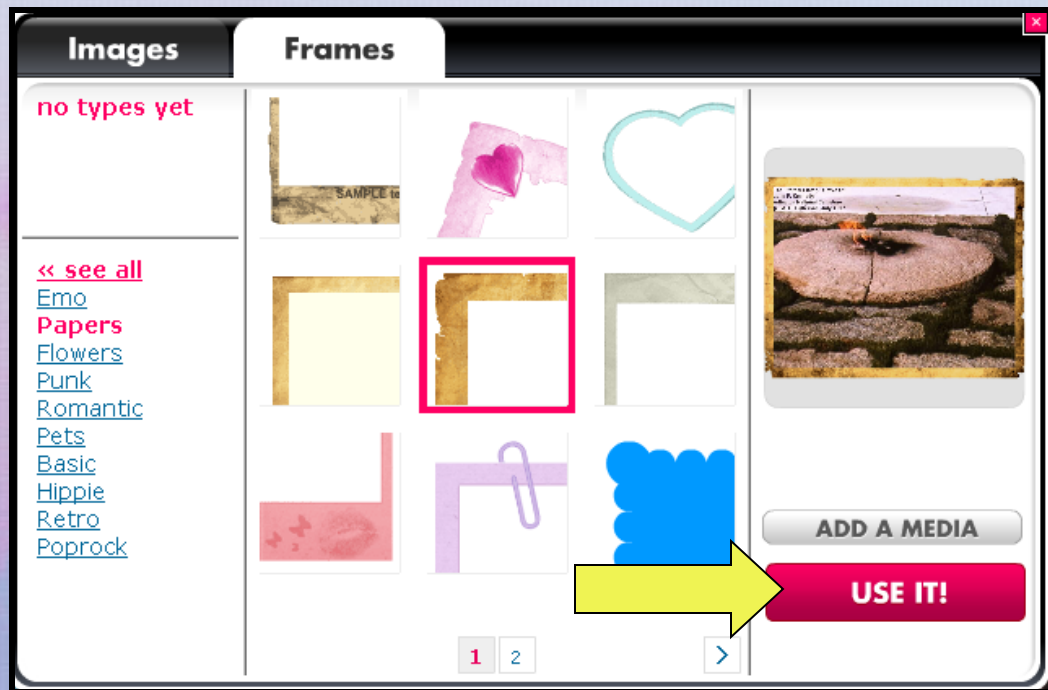 Images
Frames
×
no types yet
<< see all
Emo
Papers
Flowers
Punk
Romantic
Pets
Basic
Hippie
Retro
Poprock
SAMPLE te
ADD A MEDIA
USE IT!
1
2
>